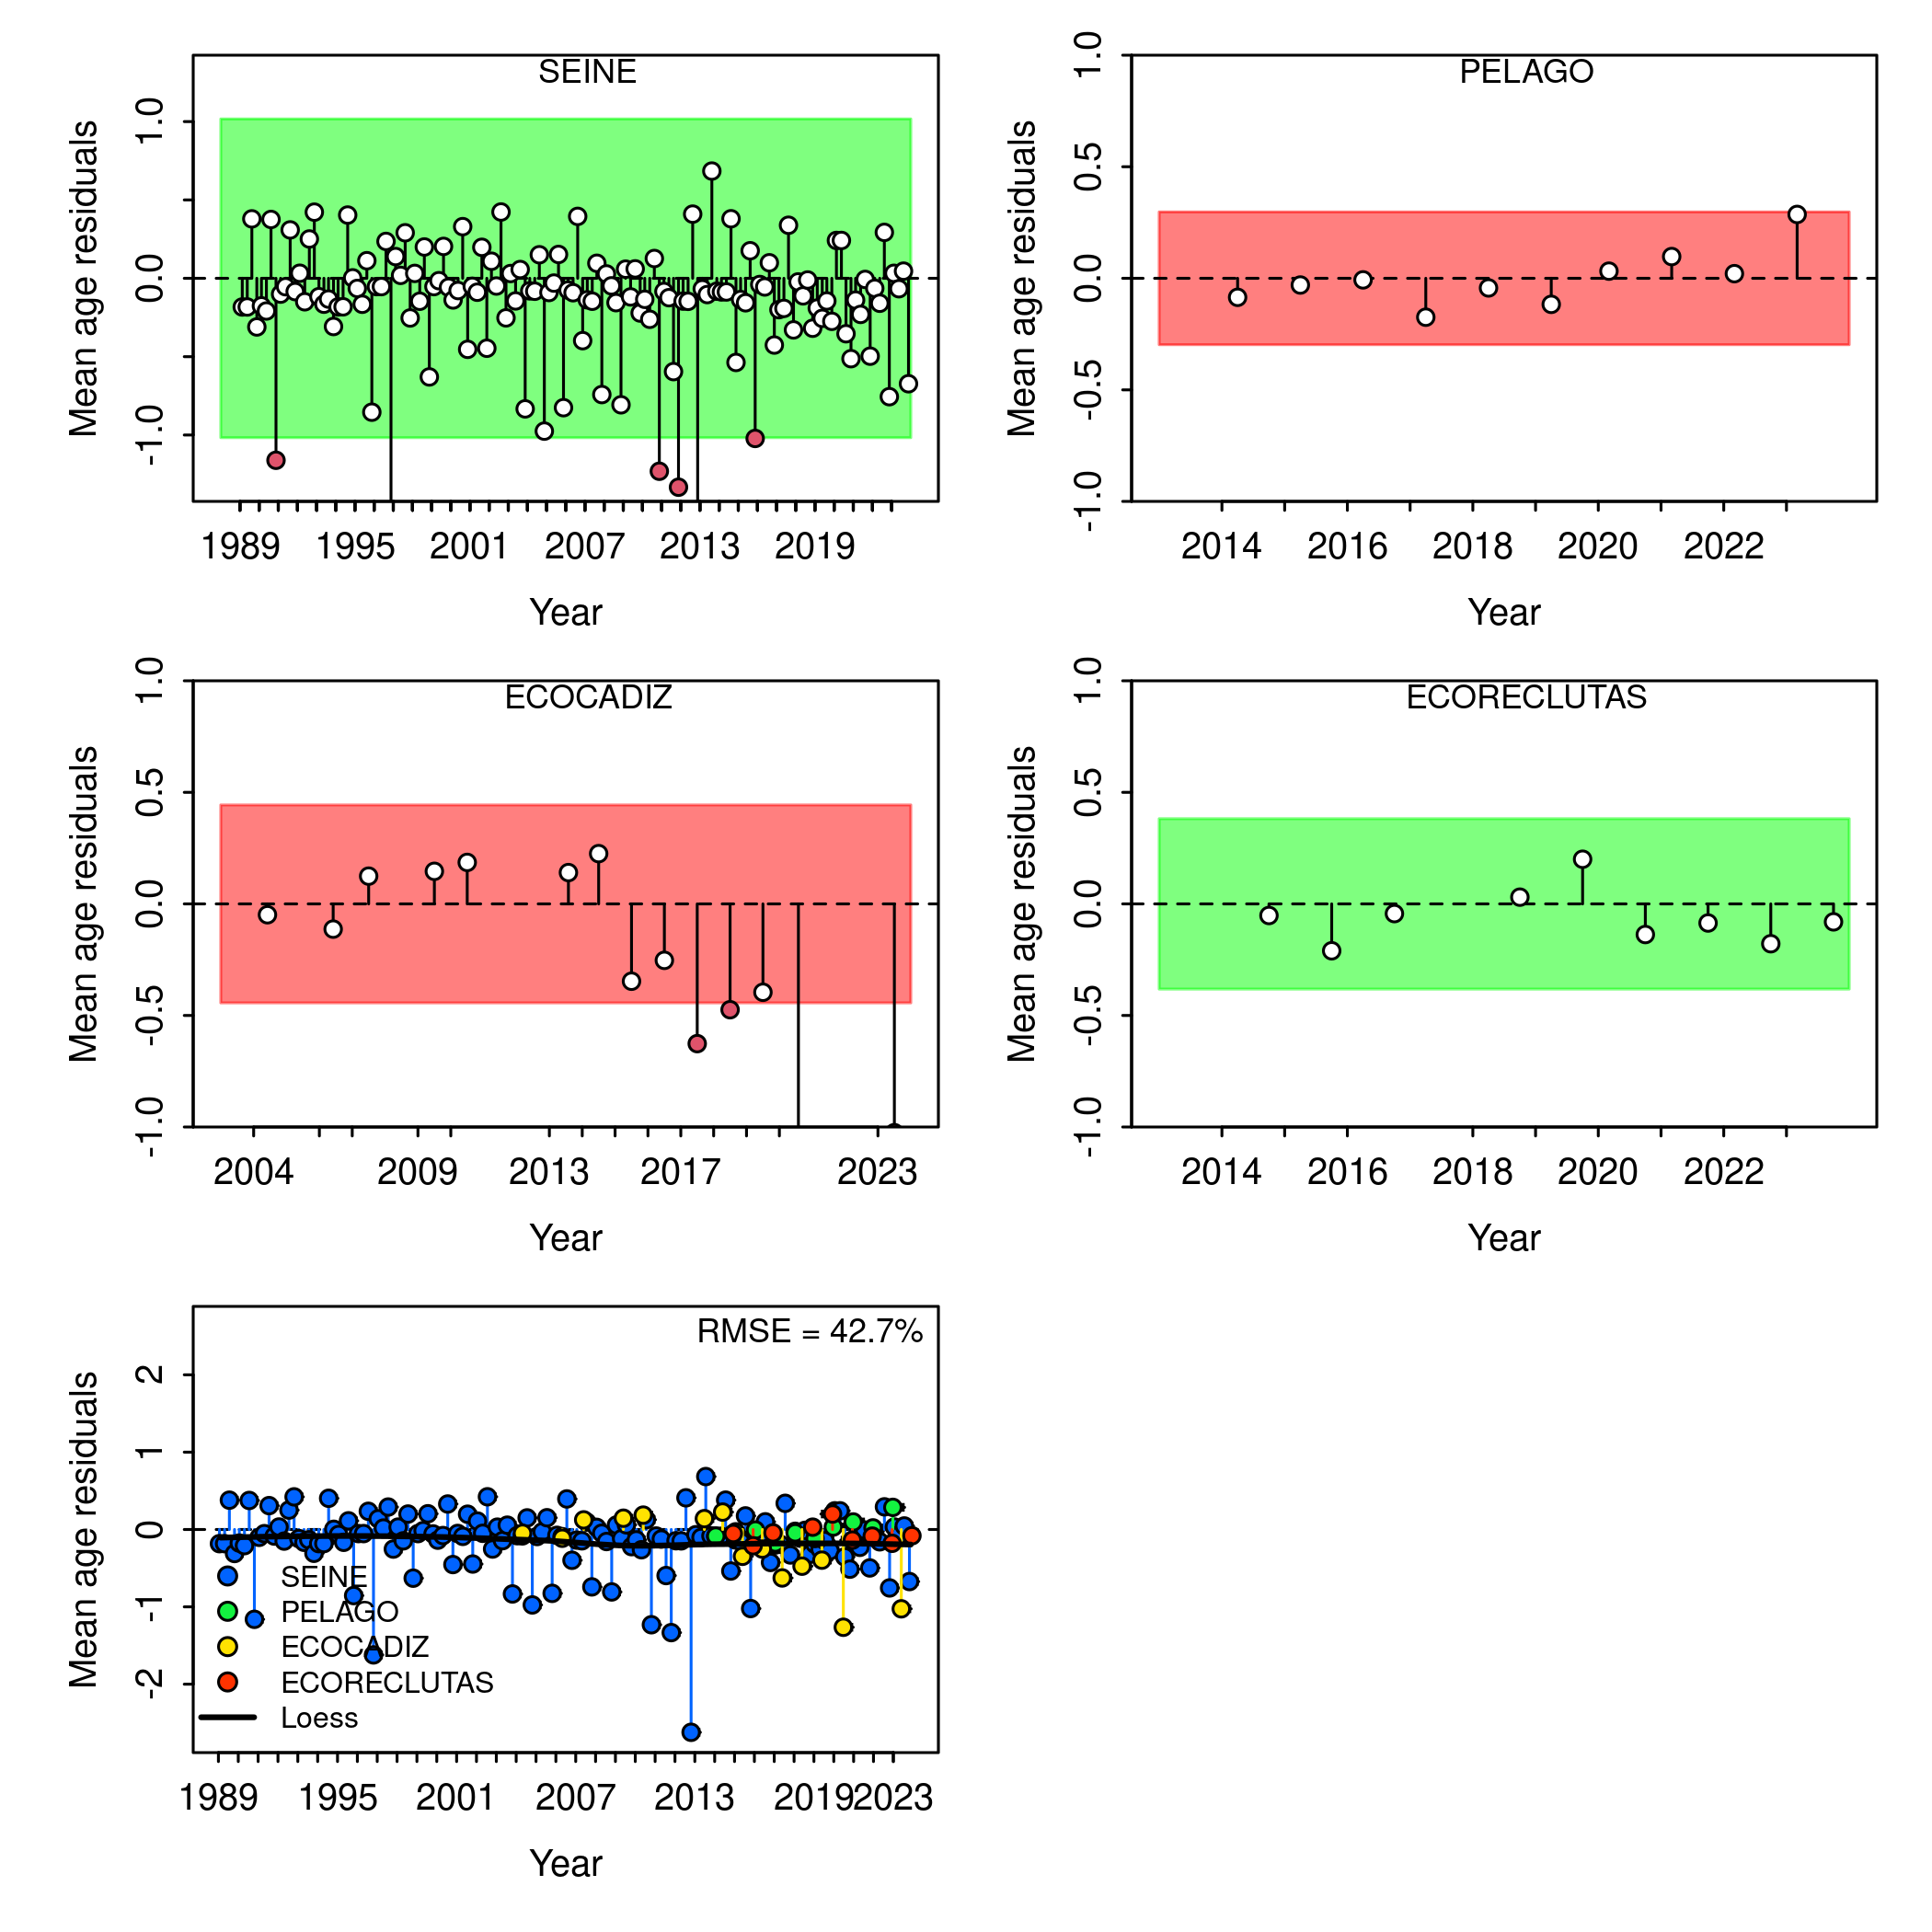 SEINE
Mean age residuals
1.0
0.0
-1.0
1989 1995 2001 2007 2013 2019
Year
PELAGO
Mean age residuals
1.0
0.5
0.0
-0.5
-1.0
2014 2016 2018 2020 2022
Year
ECOCADIZ
Mean age residuals
1.0
0.5
0.0
-0.5
-1.0
2004 2009 2013 2017 2023
Year
ECORECLUTAS
Mean age residuals
1.0
0.5
0.0
-0.5
-1.0
2014 2016 2018 2020 2022
Year
RMSE = 42.7%
Mean age residuals
2
1
0
-1
-2
SEINE
PELAGO
ECOCADIZ
ECORECLUTAS
Loess
1989 1995 2001 2007 2013 2019 2023
Year